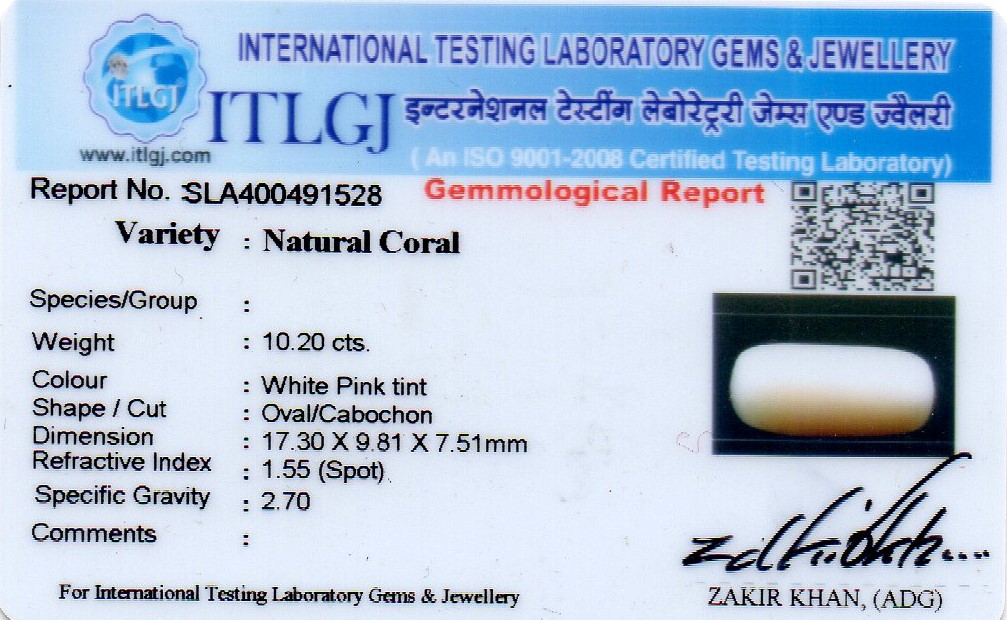 INTERNATIONAL TESTING LABORATORY GEMS & JEWELLERY
ITLGJ
ITLGJ इन्टरनेशनल टेस्टींग लेबोरेट्ररी जेम्स एण्ड ज्वैलरी
www.itlgj.com
( An ISO 9001-2008 Certified Testing Laboratory)
Report No. :SLA400491528
Gemmological Report
Variety : Natural Coral
Species/Group :
Weight : 10.20 cts.
Colour : White Pink tint
Shape / Cut : Oval/Cabochon
Dimension : 17.30 X 9.81 X 7.51mm
Refractive Index : 1.55 (Spot)
Specific Gravity : 2.70
Comments :
For International Testing Laboratory Gems & Jewellery
ZAKIR KHAN, (ADG)